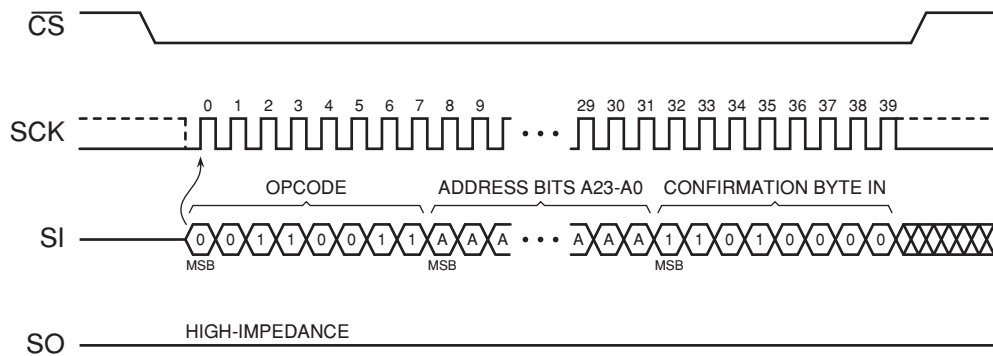 CS
0 1 2 3 4 5 6 7 8 9 29 30 31 32 33 34 35 36 37 38 39
SCK
OPCODE ADDRESS BITS A23-A0 CONFIRMATION BYTE IN
SI 0 0 1 1 0 0 1 1 A A A A A A 1 1 0 1 0 0 0 0
MSB MSB MSB
HIGH-IMPEDANCE
SO